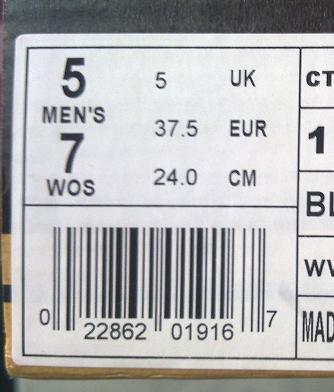 5 5 UK CT
MEN'S
37.5 EUR 1
7
24.0 CM
WOS
BL
WV
0 22862 01916 7
MAD